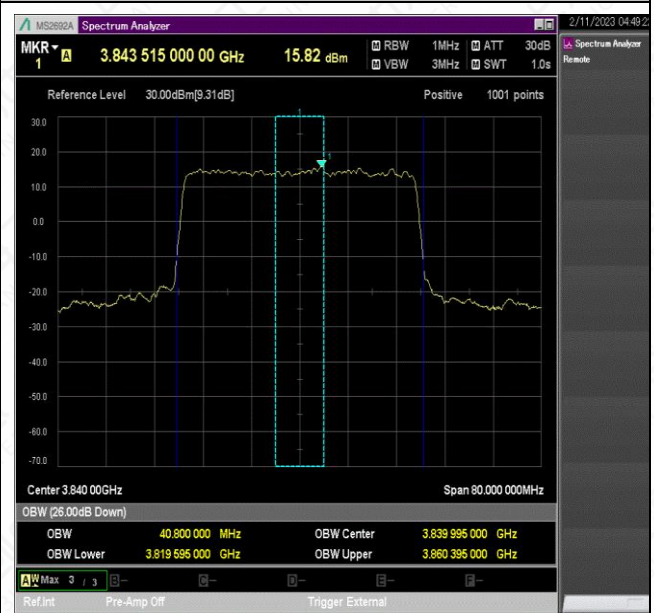 MS2692A Spectrum Analyzer
2/11/2023 04:49:2
MKR A 3.843 515 000 00 GHz 15.82 dBm M RBW 1MHz M ATT 30dB
1 M VBW 3MHz M SWT 1.0s
Spectrum Analyzer
Remote
Reference Level 30.00dBm[9.31dB] Positive 1001 points
1
30.0
20.0
1
10.0
0.0
-10.0
-20.0
-30.0
-40.0
-50.0
-60.0
-70.0
Center 3.840 00GHz Span 80.000 000MHz
OBW (26.00dB Down)
OBW 40.800 000 MHz OBW Center 3.839 995 000 GHz
OBW Lower 3.819 595 000 GHz OBW Upper 3.860 395 000 GHz
A W Max 3 / 3 B- C- D- E- F-
Ref.Int Pre-Amp Off Trigger External